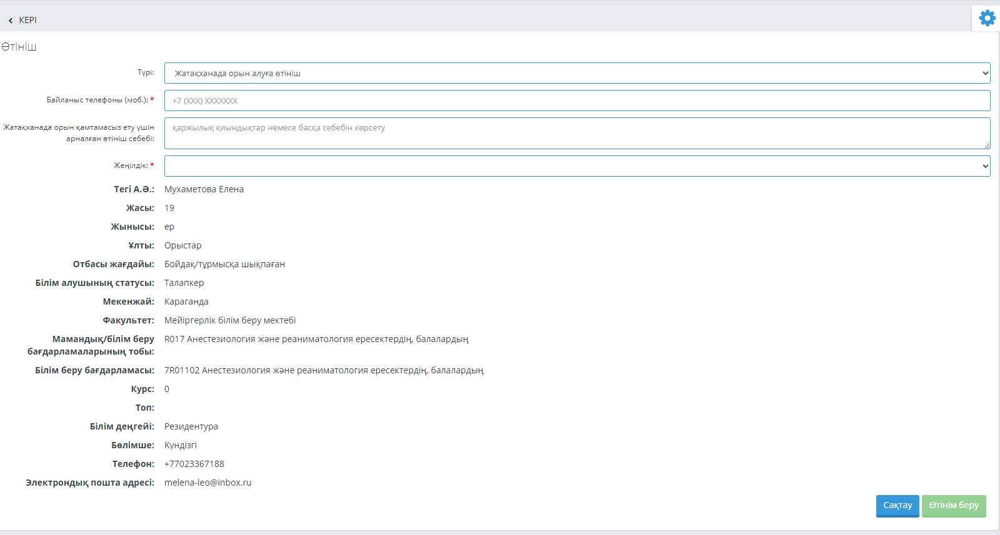 КЕРІ
Өтініш
Түрі: Жатақханада орын алуға өтініш
Байланыс телефоны (моб.): * +7 (XXX) XXXXXXX
Жатақханада орын қамтамасыз ету үшін
арналған өтініш себебі: қаржылық қиындықтар немесе басқа себебін көрсету
Жеңілдік: *
Тегі А.Ә.: Мухаметова Елена
Жасы: 19
Жынысы: ер
Ұлты: Орыстар
Отбасы жағдайы: Бойдақ/тұрмысқа шықпаған
Білім алушының статусы: Талапкер
Мекенжай: Караганда
Факультет: Мейіргерлік білім беру мектебі
Мамандық/білім беру
бағдарламаларының тобы: R017 Анестезиология және реаниматология ересектердің, балалардың
Білім беру бағдарламасы: 7R01102 Анестезиология және реаниматология ересектердің, балалардың
Курс: 0
Топ:
Білім деңгейі: Резидентура
Бөлімше: Күндізгі
Телефон: +77023367188
Электрондық пошта адресі: melena-leo@inbox.ru
Сақтау Өтінім беру